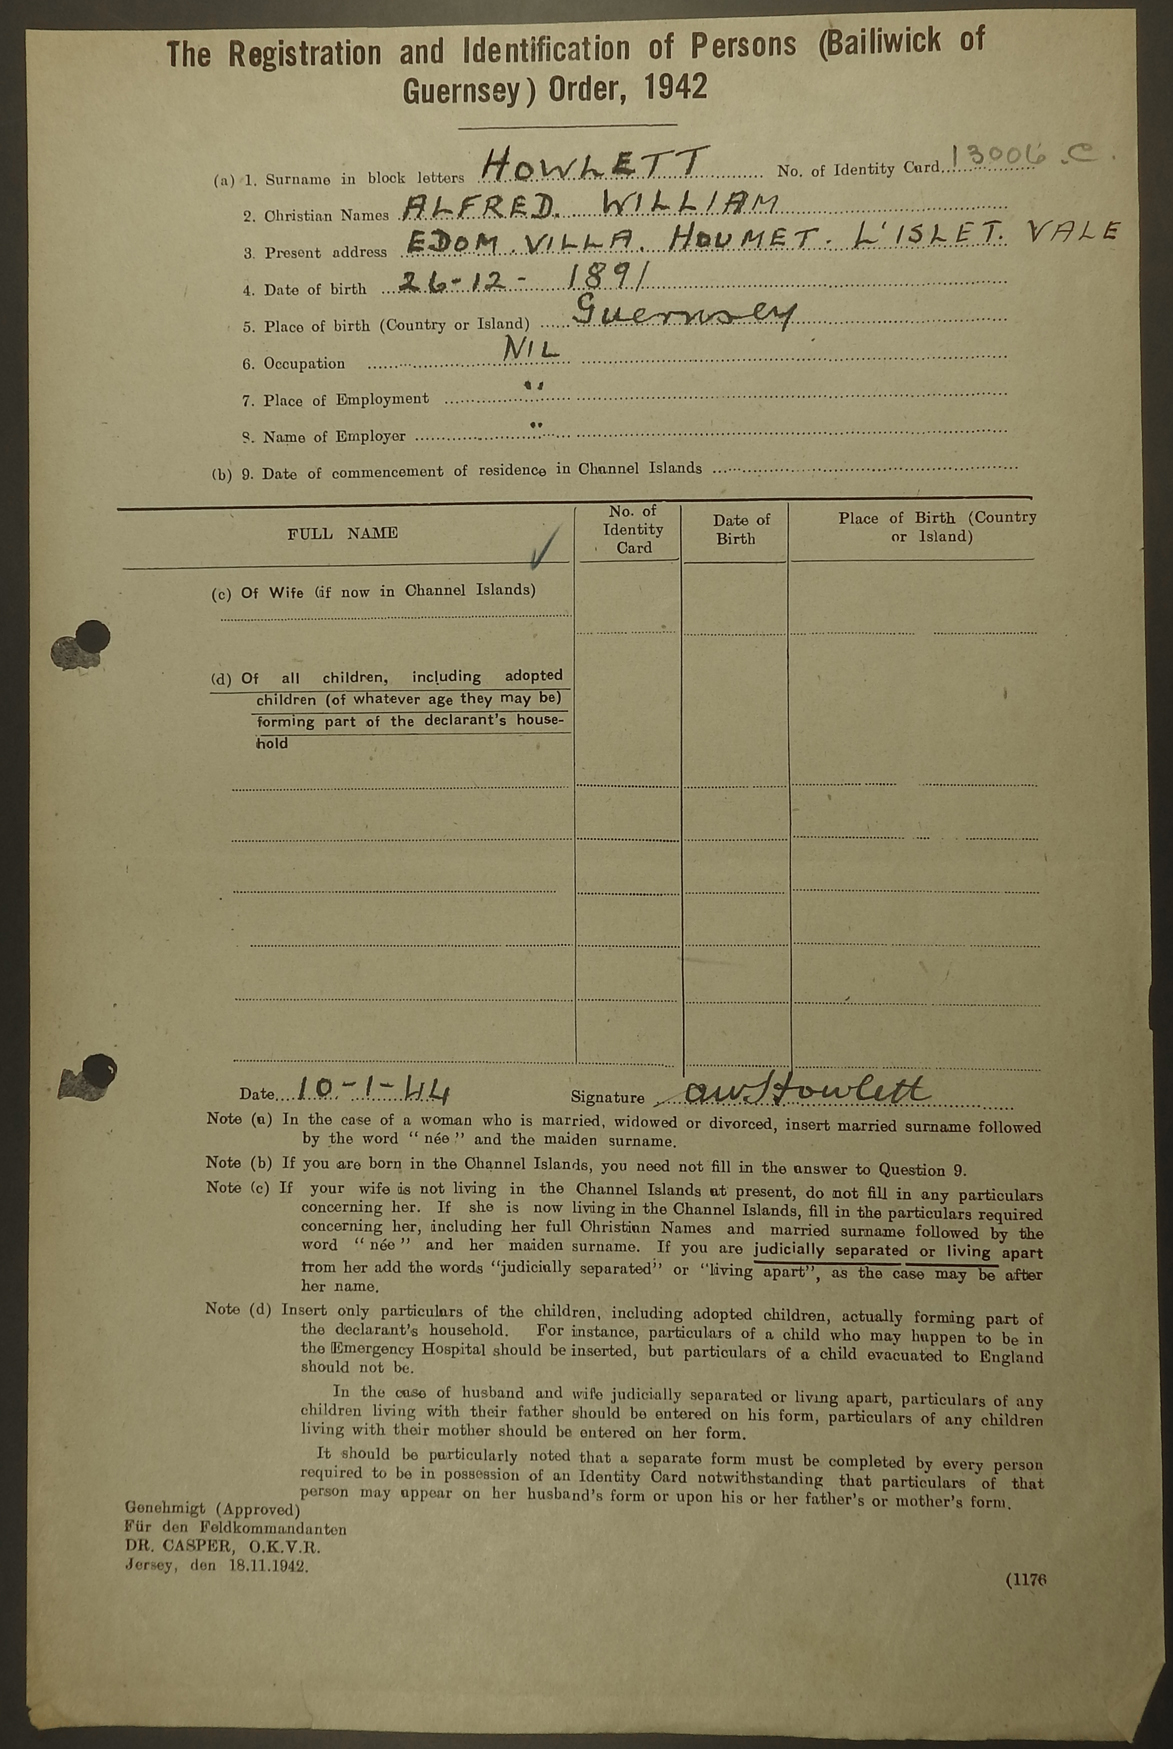 The Registration and Identification of Persons (Bailiwick of
Guernsey) Order, 1942
(a) 1. Surname in block letters HOWLETT No. of Identity Card 13006 C.
2. Christian Names ALFRED. WILLIAM
3. Present address EDOM. VILLA. HOUMET. L'ISLET. VALE
4. Date of birth 26-12- 1891
5. Place of birth (Country or Island) Guernsey
6. Occupation NIL
7. Place of Employment "
8. Name of Employer "
(b) 9. Date of commencement of residence in Channel Islands
FULL NAME
No. of
Identity
Card
Date of
Birth
Place of Birth (Country
or Island)
(c) Of Wife (if now in Channel Islands)
(d) Of all children, including adopted
children (of whatever age they may be)
forming part of the declarant's house-
hold
Date 10-1-44 Signature AW Howlett
Note (a) In the case of a woman who is married, widowed or divorced, insert married surname followed
by the word " née " and the maiden surname.
Note (b) If you are born in the Channel Islands, you need not fill in the answer to Question 9.
Note (c) If your wife is not living in the Channel Islands at present, do not fill in any particulars
concerning her. If she is now living in the Channel Islands, fill in the particulars required
concerning her, including her full Christian Names and married surname followed by the
word " née " and her maiden surname. If you are judicially separated or living apart
from her add the words "judicially separated" or "living apart", as the case may be after
her name.
Note (d) Insert only particulars of the children, including adopted children, actually forming part of
the declarant's household. For instance, particulars of a child who may happen to be in
the Emergency Hospital should be inserted, but particulars of a child evacuated to England
should not be.
In the case of husband and wife judicially separated or living apart, particulars of any
children living with their father should be entered on his form, particulars of any children
living with their mother should be entered on her form.
It should be particularly noted that a separate form must be completed by every person
required to be in possession of an Identity Card notwithstanding that particulars of that
person may appear on her husband's form or upon his or her father's or mother's form.
Genehmigt (Approved)
Für den Feldkommandanten
DR. CASPER, O.K.V.R.
Jersey, den 18.11.1942.
(1176